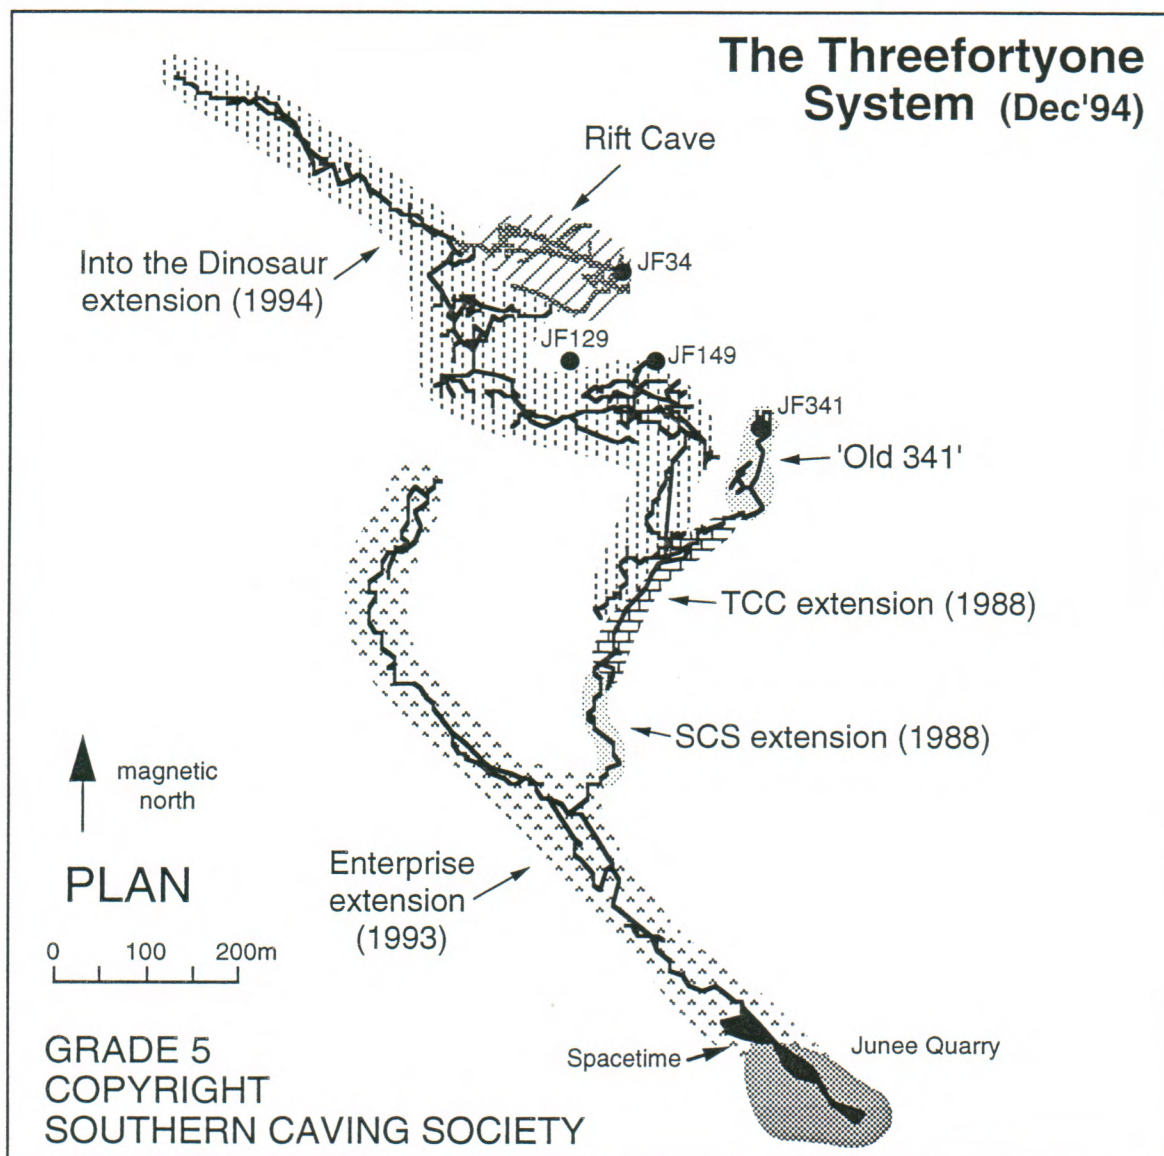 The Threefortyone
System (Dec'94)
Rift Cave
JF34
Into the Dinosaur
extension (1994)
JF129
JF149
JF341
'Old 341'
TCC extension (1988)
SCS extension (1988)
magnetic
north
PLAN
Enterprise
extension
(1993)
0 100 200m
Spacetime
Junee Quarry
GRADE 5
COPYRIGHT
SOUTHERN CAVING SOCIETY